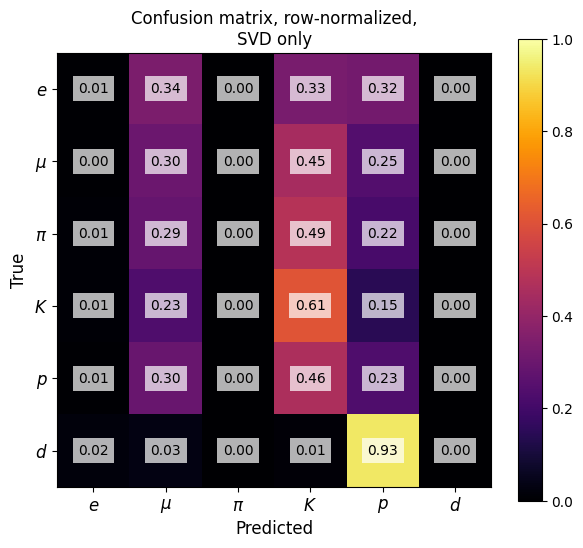 Confusion matrix, row-normalized,
SVD only
True
e 0.01 0.34 0.00 0.33 0.32 0.00
μ 0.00 0.30 0.00 0.45 0.25 0.00
π 0.01 0.29 0.00 0.49 0.22 0.00
K 0.01 0.23 0.00 0.61 0.15 0.00
p 0.01 0.30 0.00 0.46 0.23 0.00
d 0.02 0.03 0.00 0.01 0.93 0.00
e μ π K p d
Predicted
1.0
0.8
0.6
0.4
0.2
0.0